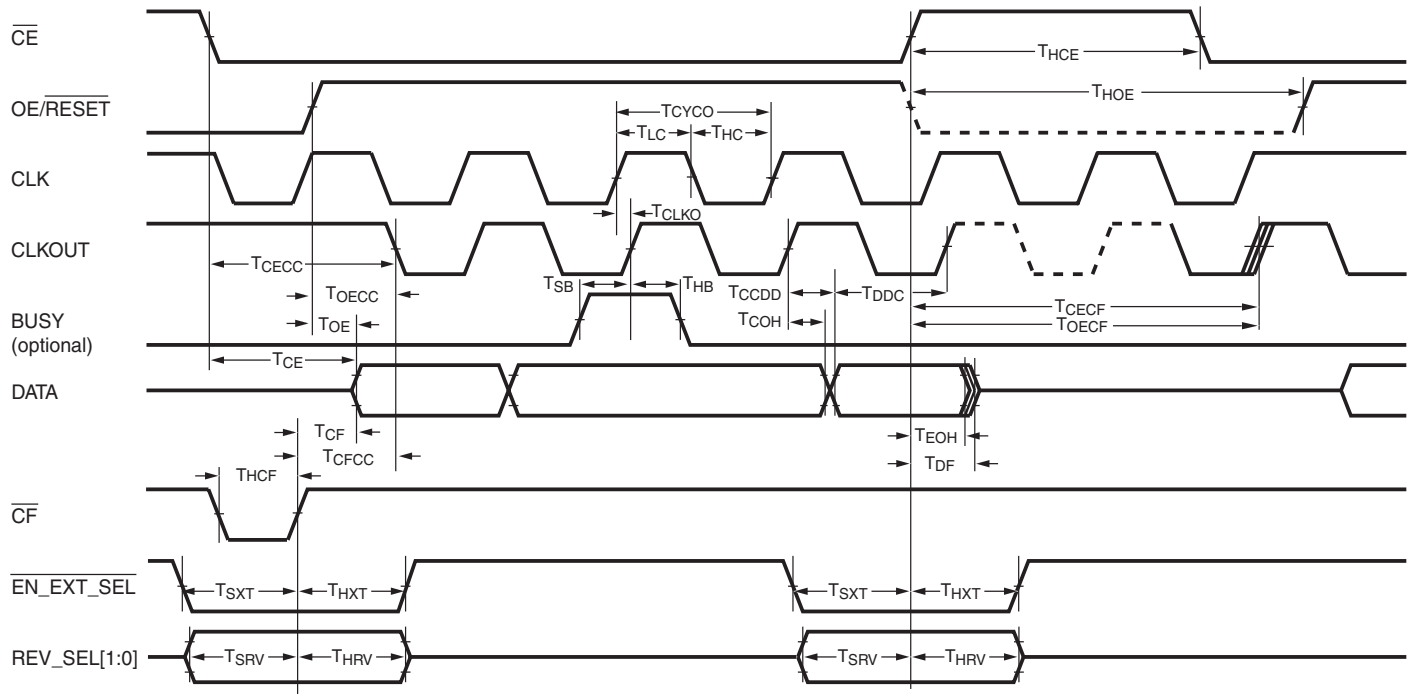 CE
THCE
OE/RESET
THOE
TCYCO
TLC
THC
CLK
TCLKO
CLKOUT
TCECC
TSB
THB
TOECC
TCCDD
TDDC
TCECF
TOE
TCOH
TOECF
BUSY
(optional)
TCE
DATA
TCF
TEOH
TCFCC
TDF
THCF
CF
EN_EXT_SEL
TSXT
THXT
TSXT
THXT
REV_SEL[1:0]
TSRV
THRV
TSRV
THRV